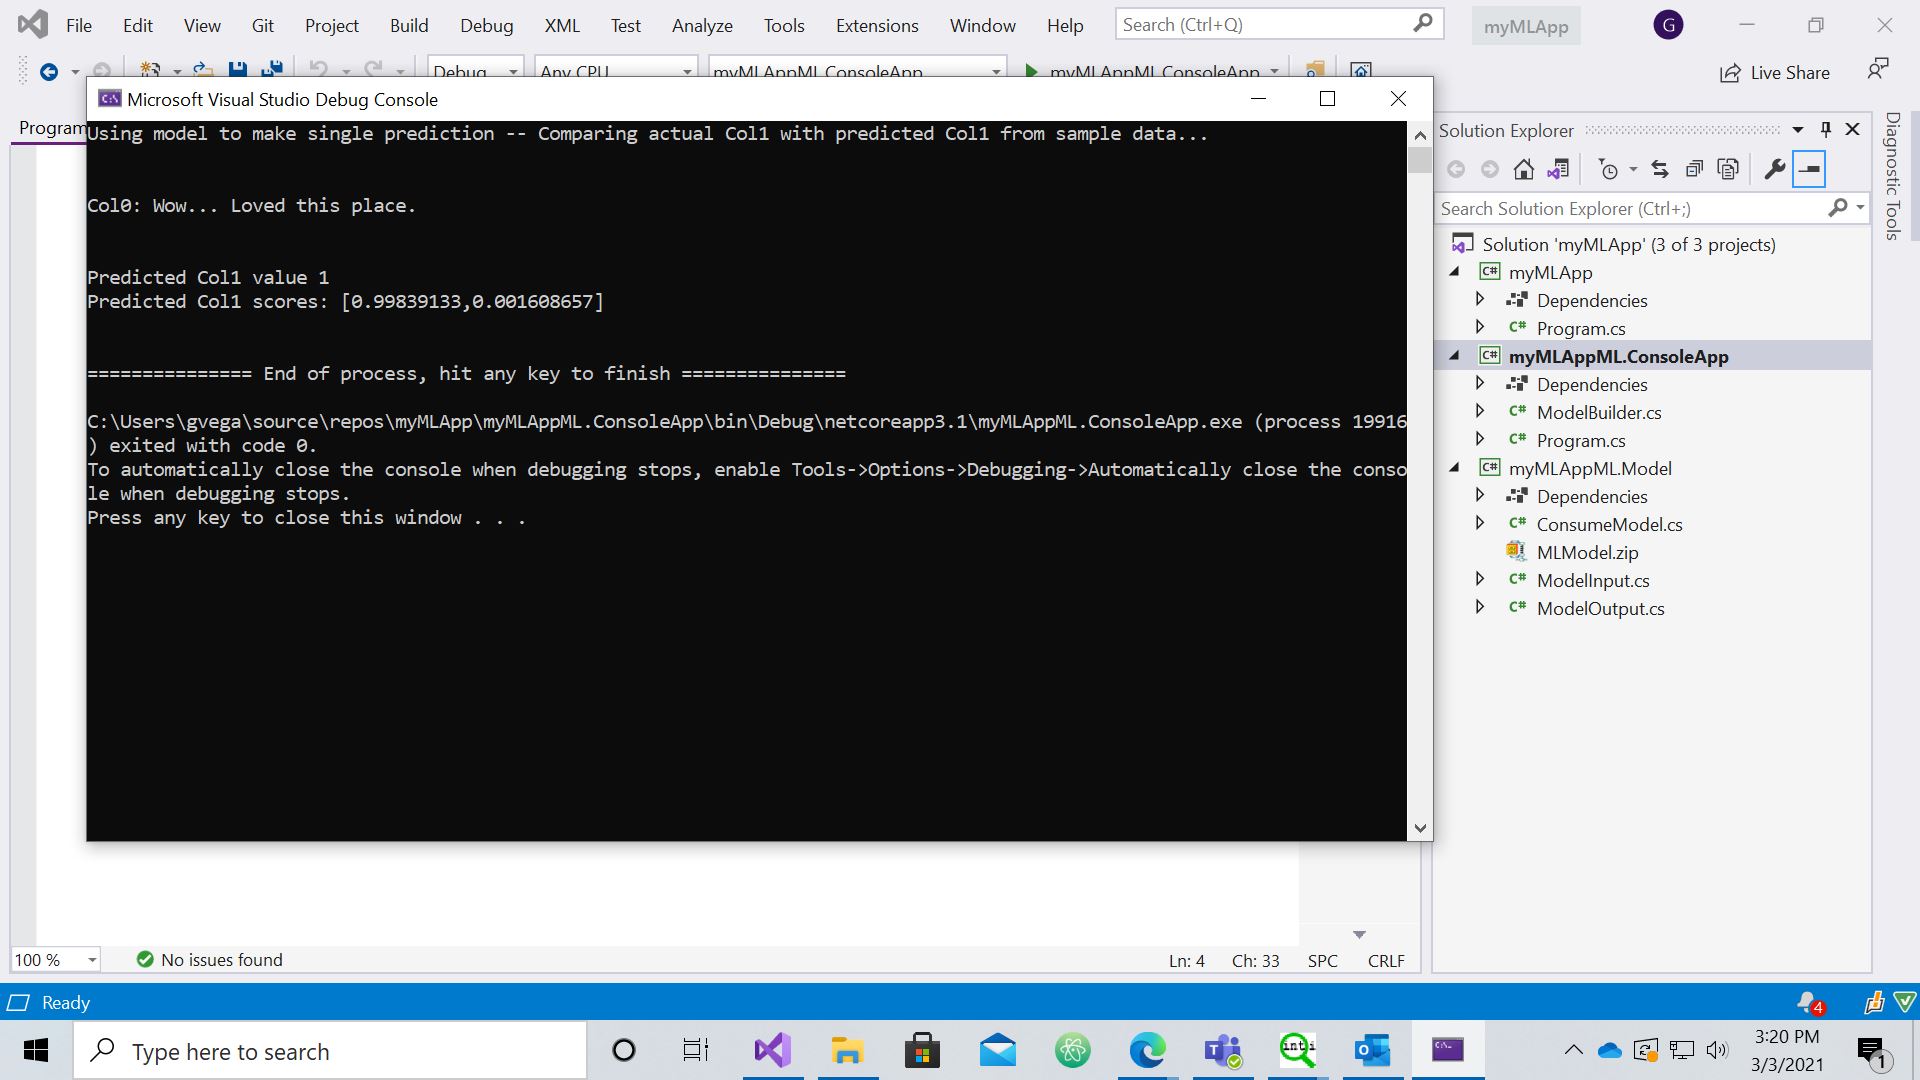 File Edit View Git Project Build Debug XML Test Analyze Tools Extensions Window Help Search (Ctrl+Q) myMLApp G
Debug Any CPU myMLAppML.ConsoleApp myMLAppML.ConsoleApp Live Share
Microsoft Visual Studio Debug Console
Program
Using model to make single prediction -- Comparing actual Col1 with predicted Col1 from sample data...
Col0: Wow... Loved this place.
Predicted Col1 value 1
Predicted Col1 scores: [0.99839133,0.001608657]
=============== End of process, hit any key to finish ===============
C:\Users\gvega\source\repos\myMLApp\myMLAppML.ConsoleApp\bin\Debug\netcoreapp3.1\myMLAppML.ConsoleApp.exe (process 19916
) exited with code 0.
To automatically close the console when debugging stops, enable Tools->Options->Debugging->Automatically close the conso
le when debugging stops.
Press any key to close this window . . .
Solution Explorer
Search Solution Explorer (Ctrl+;)
Solution 'myMLApp' (3 of 3 projects)
C# myMLApp
Dependencies
C# Program.cs
C# myMLAppML.ConsoleApp
Dependencies
C# ModelBuilder.cs
C# Program.cs
C# myMLAppML.Model
Dependencies
C# ConsumeModel.cs
MLModel.zip
C# ModelInput.cs
C# ModelOutput.cs
Diagnostic Tools
100 % No issues found Ln: 4 Ch: 33 SPC CRLF
Ready 4
Type here to search
3:20 PM
3/3/2021
1